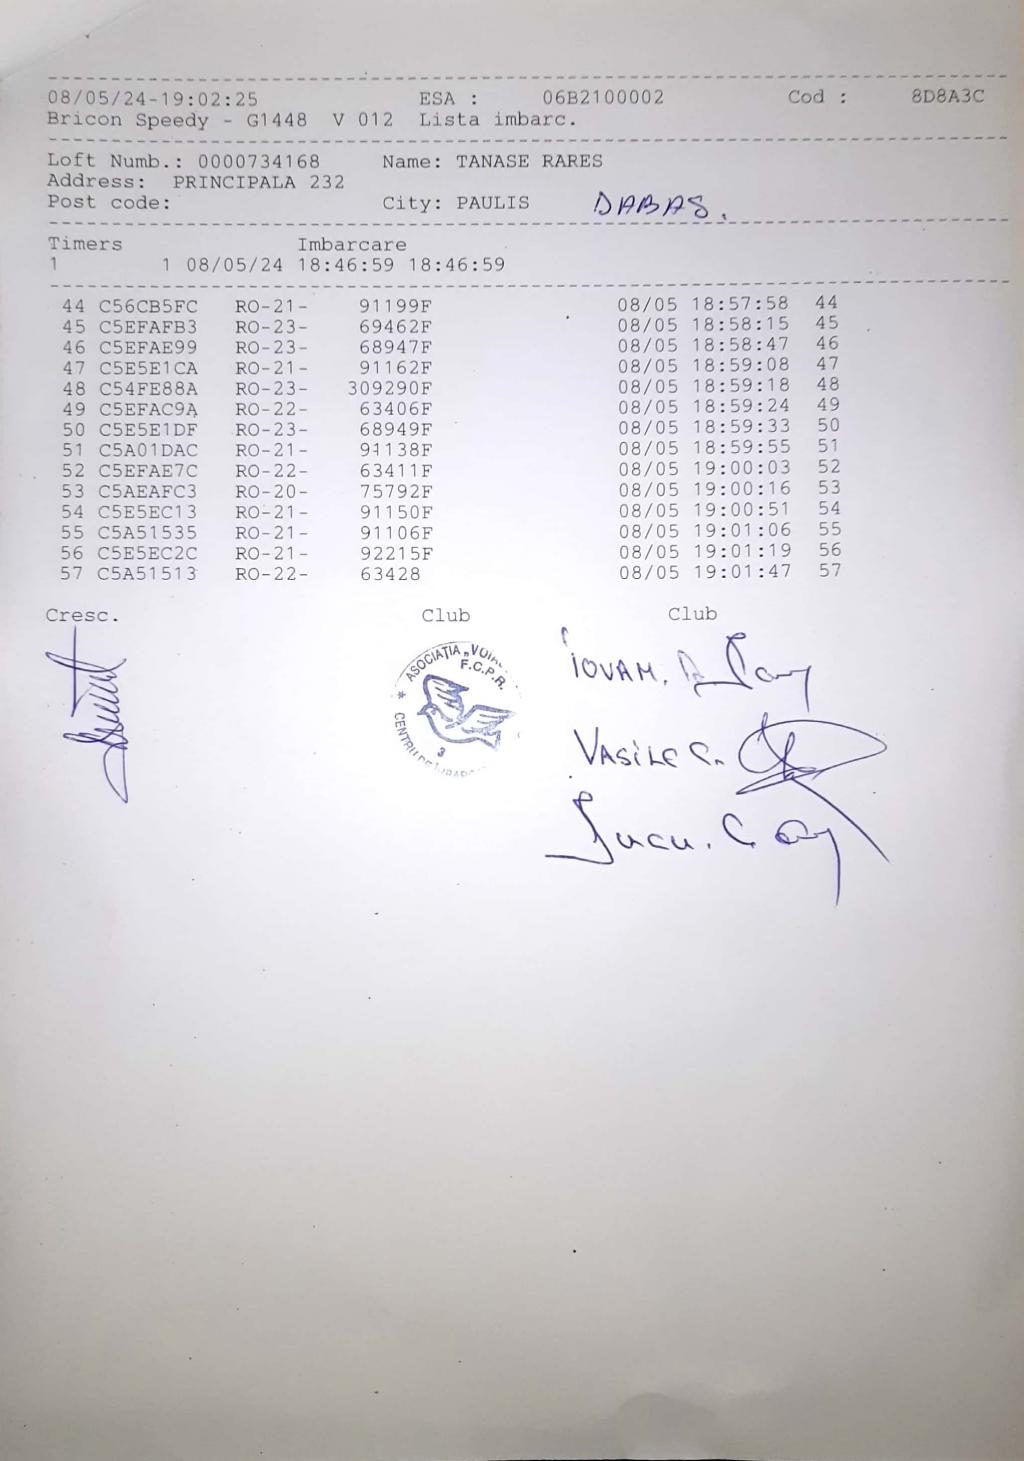 08/05/24-19:02:25 ESA : 06B2100002 Cod : 8D8A3C
Bricon Speedy - G1448 V 012 Lista imbarc.
Loft Numb.: 0000734168 Name: TANASE RARES
Address: PRINCIPALA 232
Post code: City: PAULIS DABAS.
Timers Imbarcare
1 1 08/05/24 18:46:59 18:46:59
44 C56CB5FC RO-21- 91199F 08/05 18:57:58 44
45 C5EFAFB3 RO-23- 69462F 08/05 18:58:15 45
46 C5EFAE99 RO-23- 68947F 08/05 18:58:47 46
47 C5E5E1CA RO-21- 91162F 08/05 18:59:08 47
48 C54FE88A RO-23- 309290F 08/05 18:59:18 48
49 C5EFAC9A RO-22- 63406F 08/05 18:59:24 49
50 C5E5E1DF RO-23- 68949F 08/05 18:59:33 50
51 C5A01DAC RO-21- 91138F 08/05 18:59:55 51
52 C5EFAE7C RO-22- 63411F 08/05 19:00:03 52
53 C5AEAFC3 RO-20- 75792F 08/05 19:00:16 53
54 C5E5EC13 RO-21- 91150F 08/05 19:00:51 54
55 C5A51535 RO-21- 91106F 08/05 19:01:06 55
56 C5E5EC2C RO-21- 92215F 08/05 19:01:19 56
57 C5A51513 RO-22- 63428 08/05 19:01:47 57
Cresc. Club Club
ASOCIAȚIA
F.C.P.R.
3
IOVAM.
VASILE C.